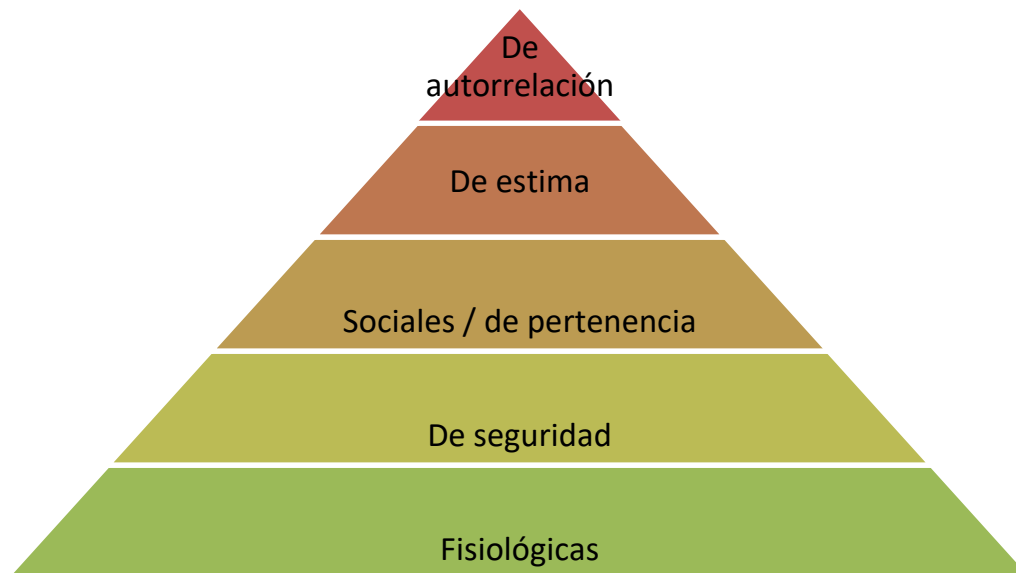 De
autorrelación
De estima
Sociales / de pertenencia
De seguridad
Fisiológicas